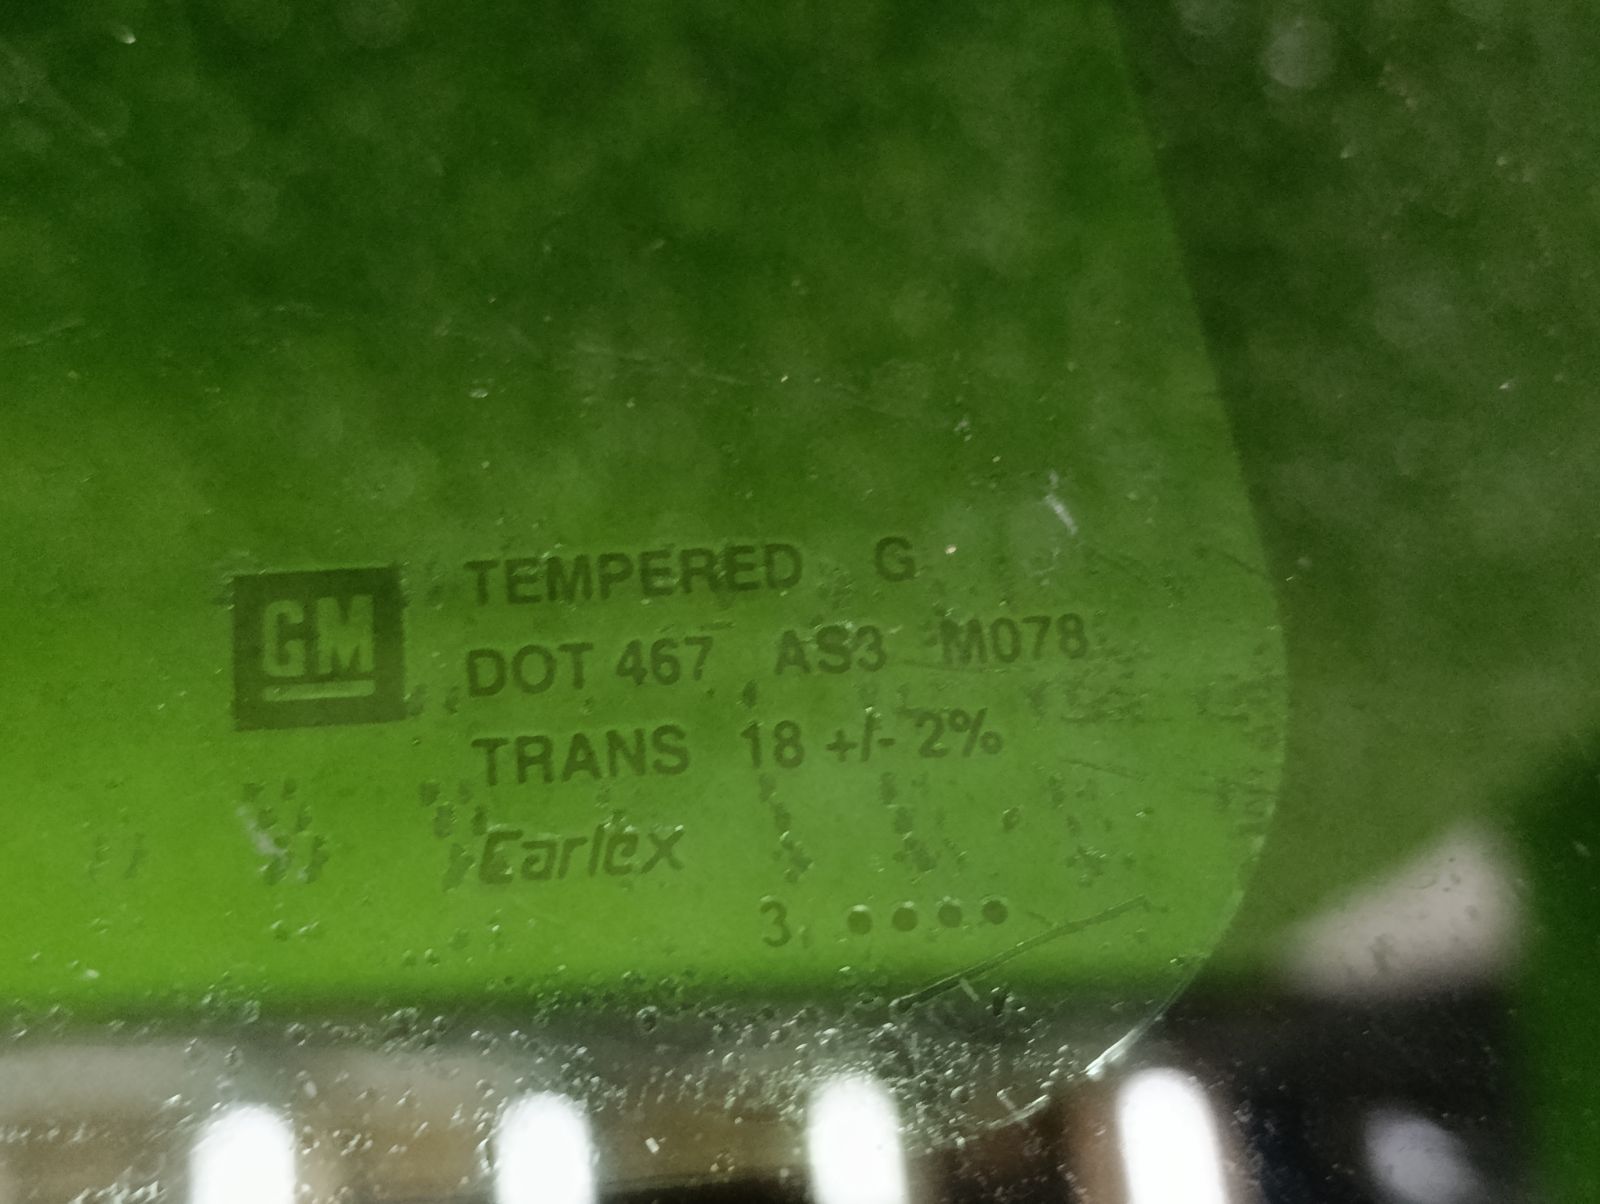 GM
TEMPERED G
DOT 467 AS3 M078
TRANS 18 +/- 2%
Carlex
3 ● ● ● ●